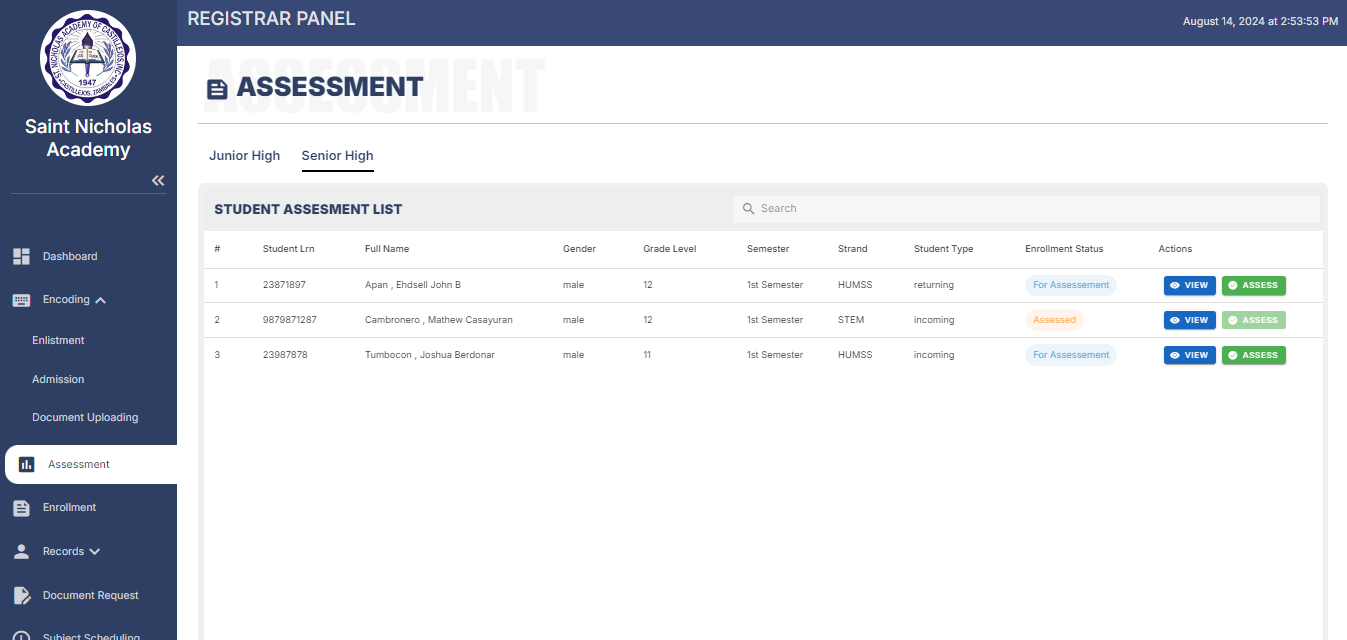 ST. NICHOLAS ACADEMY OF CASTILLEJOS, INC.
1947
CASTILLEJOS, ZAMBALES
Saint Nicholas
Academy
Dashboard
Encoding
Enlistment
Admission
Document Uploading
Assessment
Enrollment
Records
Document Request
Subject Scheduling
REGISTRAR PANEL
August 14, 2024 at 2:53:53 PM
ASSESSMENT
ASSESSMENT
Junior High Senior High
STUDENT ASSESMENT LIST Search
# Student Lrn Full Name Gender Grade Level Semester Strand Student Type Enrollment Status Actions
1 23871897 Apan , Ehdsell John B male 12 1st Semester HUMSS returning For Assessement VIEW ASSESS
2 9879871287 Cambronero , Mathew Casayuran male 12 1st Semester STEM incoming Assessed VIEW ASSESS
3 23987878 Tumbocon , Joshua Berdonar male 11 1st Semester HUMSS incoming For Assessement VIEW ASSESS